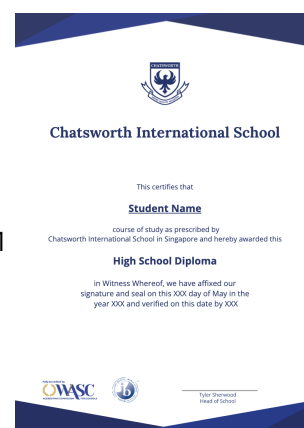 CHATSWORTH
Chatsworth International School
This certifies that
Student Name
course of study as prescribed by
Chatsworth International School in Singapore and hereby awarded this
High School Diploma
in Witness Whereof, we have affixed our
signature and seal on this XXX day of May in the
year XXX and verified on this date by XXX
WASC
Tyler Sherwood
Head of School